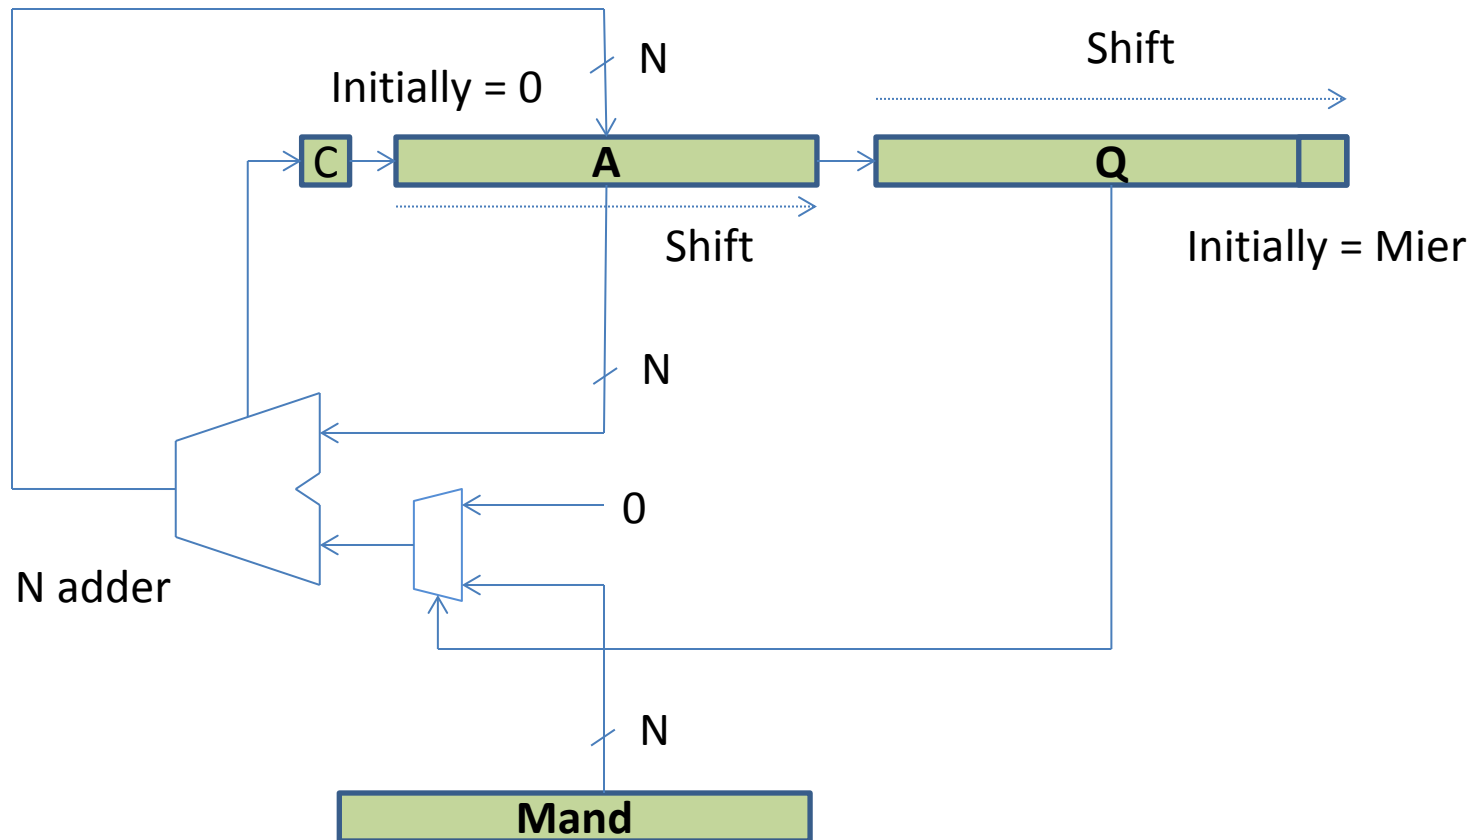 N
Shift
Initially = 0
C
A
Q
Shift
Initially = Mier
N
0
N adder
N
Mand